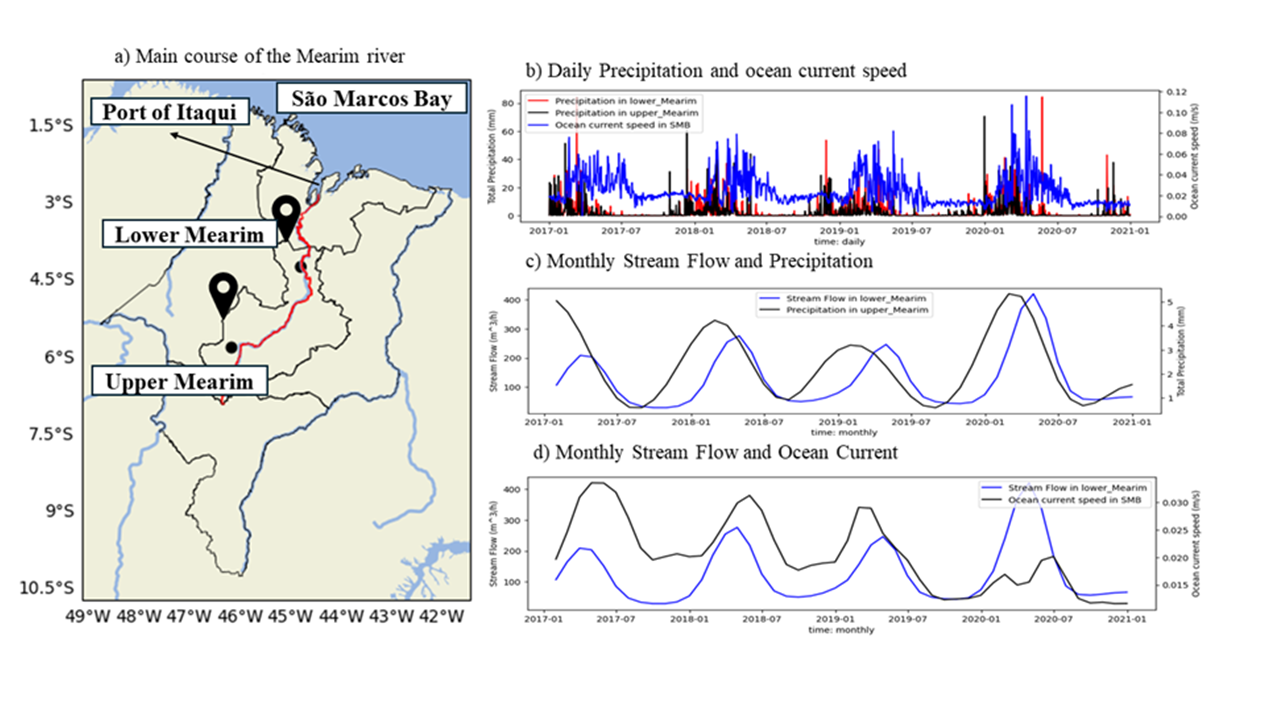 a) Main course of the Mearim river
São Marcos Bay
Port of Itaqui
Lower Mearim
Upper Mearim
1.5°S
3°S
4.5°S
6°S
7.5°S
9°S
10.5°S
49°W 48°W 47°W 46°W 45°W 44°W 43°W 42°W
b) Daily Precipitation and ocean current speed
Precipitation in lower_Mearim
Precipitation in upper_Mearim
Ocean current speed in SMB
Total Precipitation (mm)
80
60
40
20
0
Ocean current speed (m/s)
0.12
0.10
0.08
0.06
0.04
0.02
0.00
2017-01 2017-07 2018-01 2018-07 2019-01 2019-07 2020-01 2020-07 2021-01
time: daily
c) Monthly Stream Flow and Precipitation
Stream Flow in lower_Mearim
Precipitation in upper_Mearim
Stream Flow (m^3/h)
400
300
200
100
Total Precipitation (mm)
5
4
3
2
1
2017-01 2017-07 2018-01 2018-07 2019-01 2019-07 2020-01 2020-07 2021-01
time: monthly
d) Monthly Stream Flow and Ocean Current
Stream Flow in lower_Mearim
Ocean current speed in SMB
Stream Flow (m^3/h)
400
300
200
100
Ocean current speed (m/s)
0.030
0.025
0.020
0.015
2017-01 2017-07 2018-01 2018-07 2019-01 2019-07 2020-01 2020-07 2021-01
time: monthly